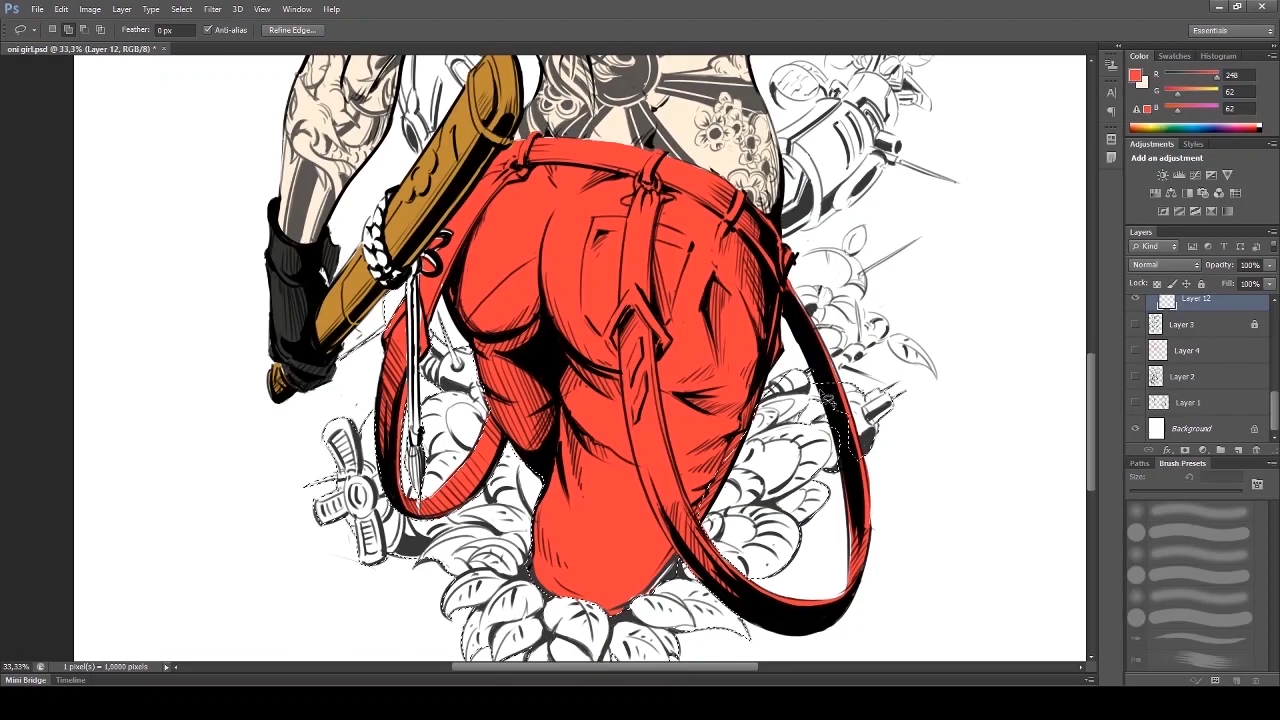 Ps File Edit Image Layer Type Select Filter 3D View Window Help
Feather: 0 px Anti-alias Refine Edge... Essentials
oni girl.psd @ 33,3% (Layer 12, RGB/8) * ×
Color Swatches Histogram
R 248
G 62
B 62
Adjustments Styles
Add an adjustment
Layers
Kind
Normal Opacity: 100%
Lock: Fill: 100%
Layer 12
Layer 3
Layer 4
Layer 2
Layer 1
Background
Paths Brush Presets
Size:
33,33% 1 pixel(s) = 1,0000 pixels
Mini Bridge Timeline